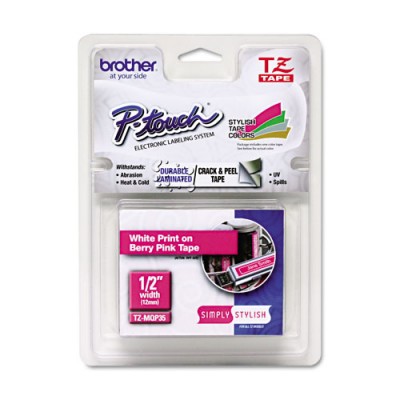 brother
at your side
TZ
TAPE
P-touch
ELECTRONIC LABELING SYSTEM
STYLISH
TAPE
COLORS
Withstands:
• Abrasion
• Heat & Cold
DURABLE
LAMINATED
CRACK & PEEL
TAPE
• UV
• Spills
White Print on
Berry Pink Tape
1/2"
width
(12mm)
TZ-MQP35
SIMPLY STYLISH